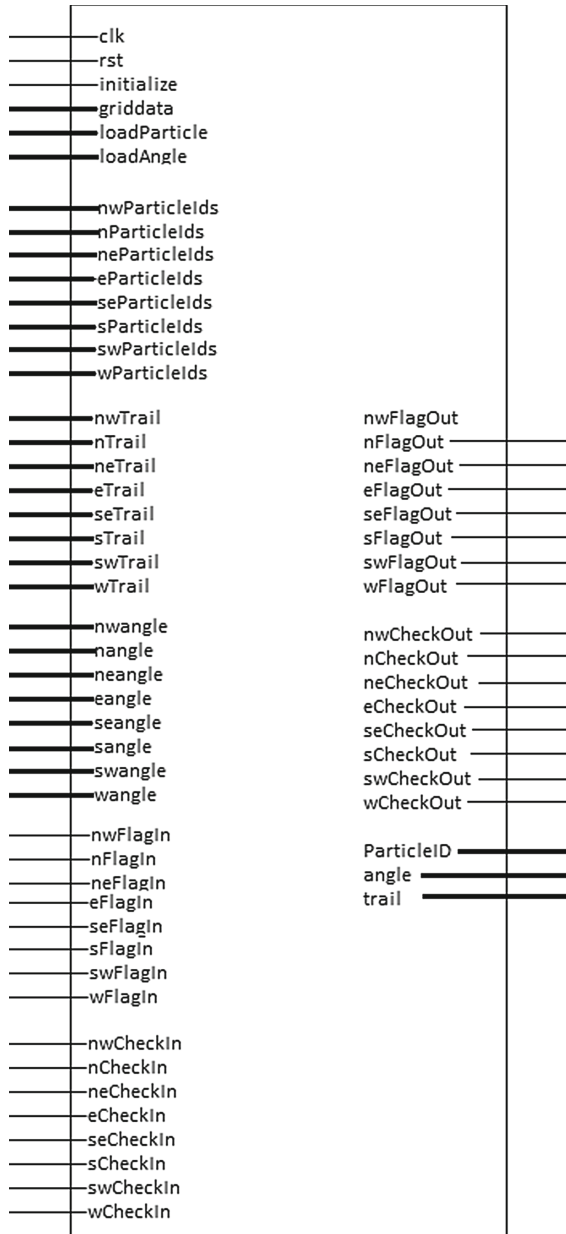 clk
rst
initialize
griddata
loadParticle
loadAngle
nwParticleIds
nParticleIds
neParticleIds
eParticleIds
seParticleIds
sParticleIds
swParticleIds
wParticleIds
nwTrail
nTrail
neTrail
eTrail
seTrail
sTrail
swTrail
wTrail
nwangle
nangle
neangle
eangle
seangle
sangle
swangle
wangle
nwFlagIn
nFlagIn
neFlagIn
eFlagIn
seFlagIn
sFlagIn
swFlagIn
wFlagIn
nwCheckIn
nCheckIn
neCheckIn
eCheckIn
seCheckIn
sCheckIn
swCheckIn
wCheckIn
nwFlagOut
nFlagOut
neFlagOut
eFlagOut
seFlagOut
sFlagOut
swFlagOut
wFlagOut
nwCheckOut
nCheckOut
neCheckOut
eCheckOut
seCheckOut
sCheckOut
swCheckOut
wCheckOut
ParticleID
angle
trail